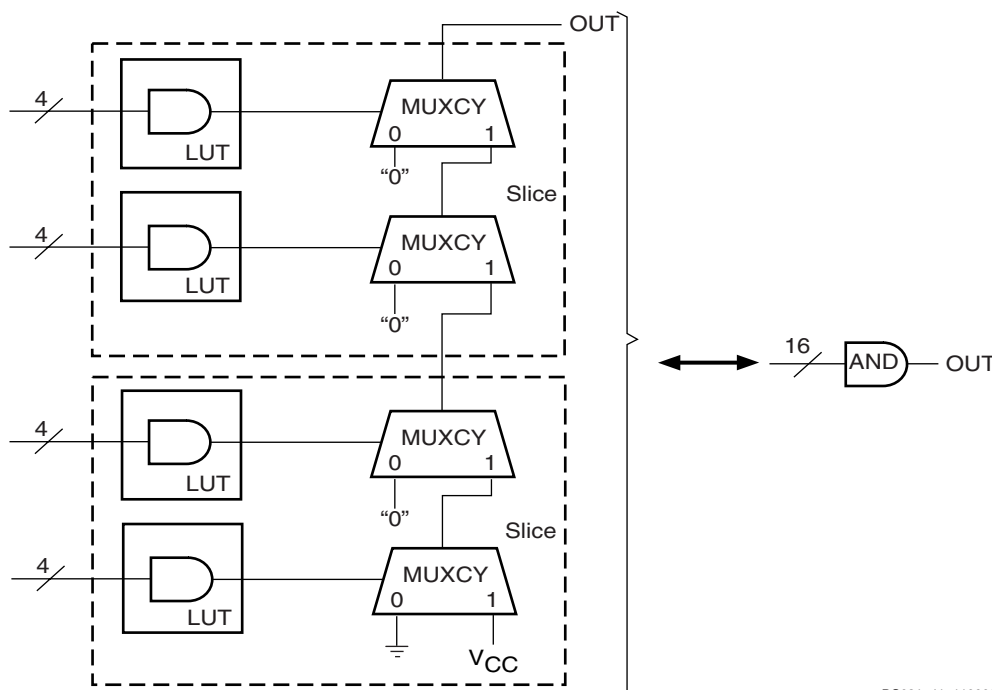 OUT
4
MUXCY
0 1
LUT
“0”
Slice
4
MUXCY
0 1
LUT
“0”
16
AND
OUT
4
MUXCY
0 1
LUT
“0”
Slice
4
MUXCY
0 1
LUT
VCC